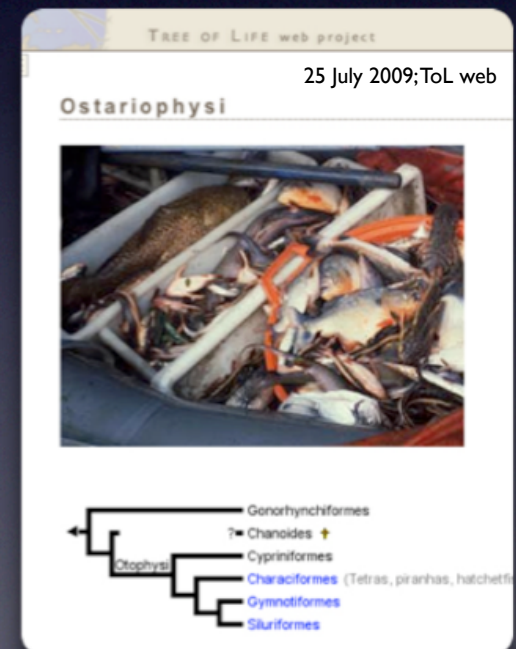 TREE OF LIFE web project
25 July 2009; ToL web
Ostariophysi
Gonorhynchiformes
?
Chanoides †
Otophysi
Cypriniformes
Characiformes (Tetras, piranhas, hatchetfi
Gymnotiformes
Siluriformes